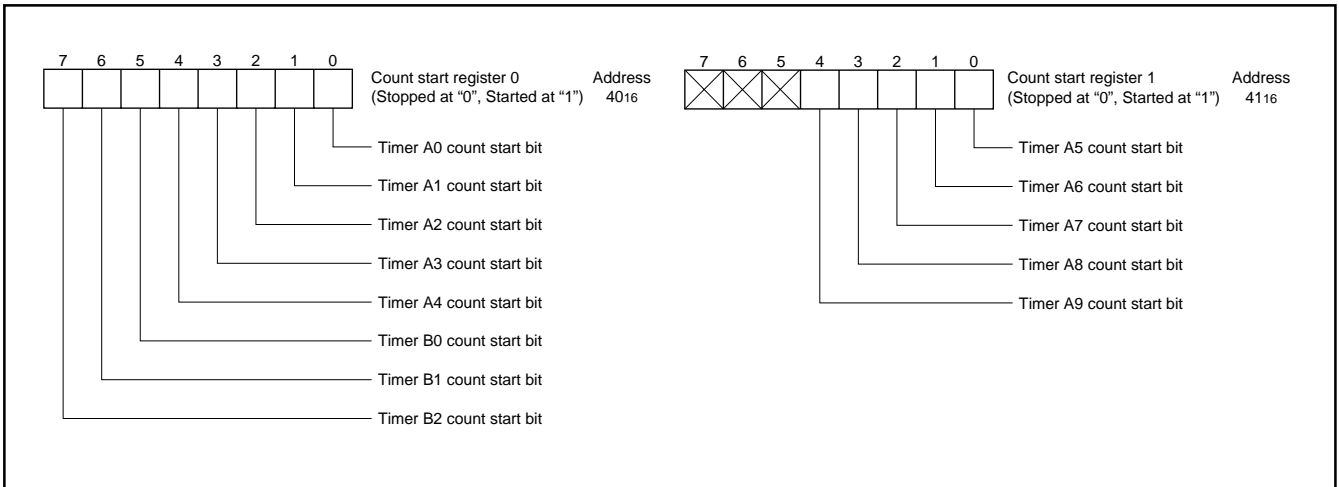 7 6 5 4 3 2 1 0
Count start register 0 Address
(Stopped at “0”, Started at “1”) 4016
Timer A0 count start bit
Timer A1 count start bit
Timer A2 count start bit
Timer A3 count start bit
Timer A4 count start bit
Timer B0 count start bit
Timer B1 count start bit
Timer B2 count start bit
7 6 5 4 3 2 1 0
Count start register 1 Address
(Stopped at “0”, Started at “1”) 4116
Timer A5 count start bit
Timer A6 count start bit
Timer A7 count start bit
Timer A8 count start bit
Timer A9 count start bit